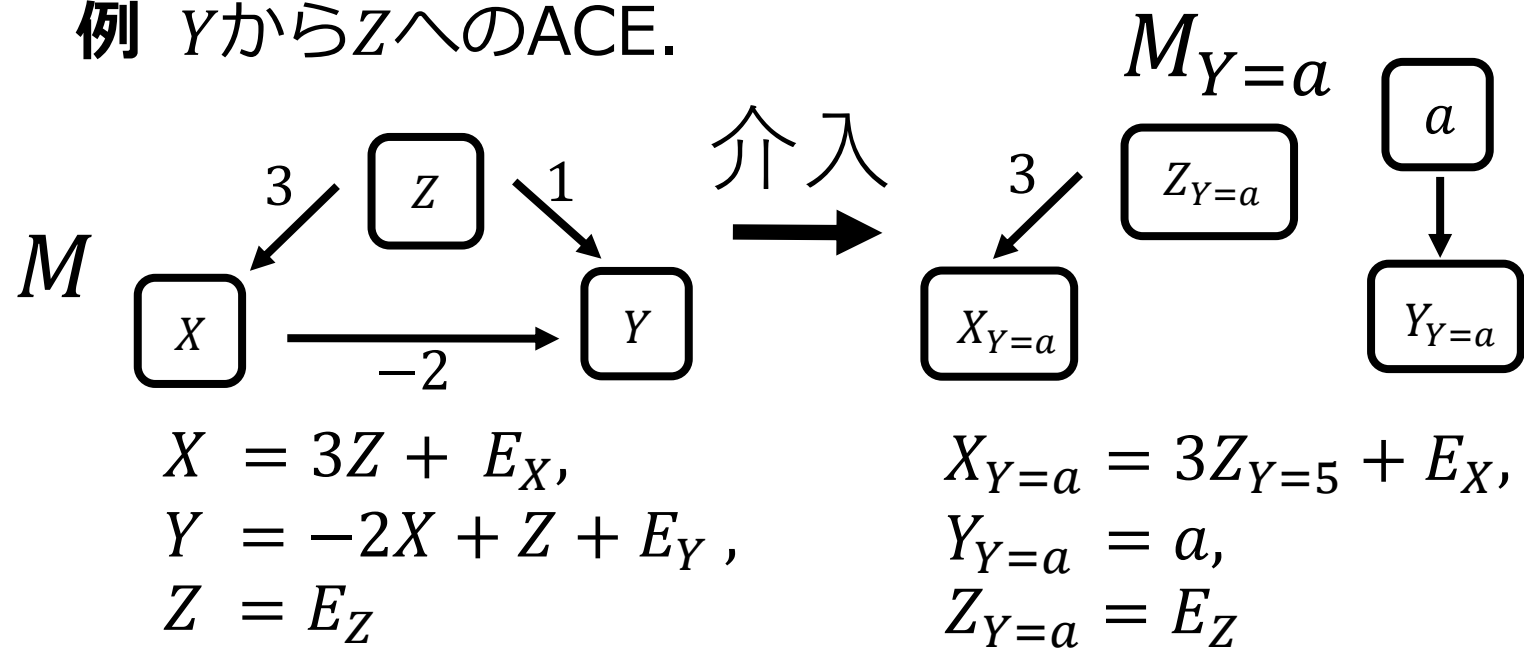 例 YからZへのACE.
M_{Y=a}
a
介入
3
Z
1
3
Z_{Y=a}
M
X
Y
X_{Y=a}
Y_{Y=a}
−2
X = 3Z + E_X,
Y = −2X + Z + E_Y ,
Z = E_Z
X_{Y=a} = 3Z_{Y=5} + E_X,
Y_{Y=a} = a,
Z_{Y=a} = E_Z